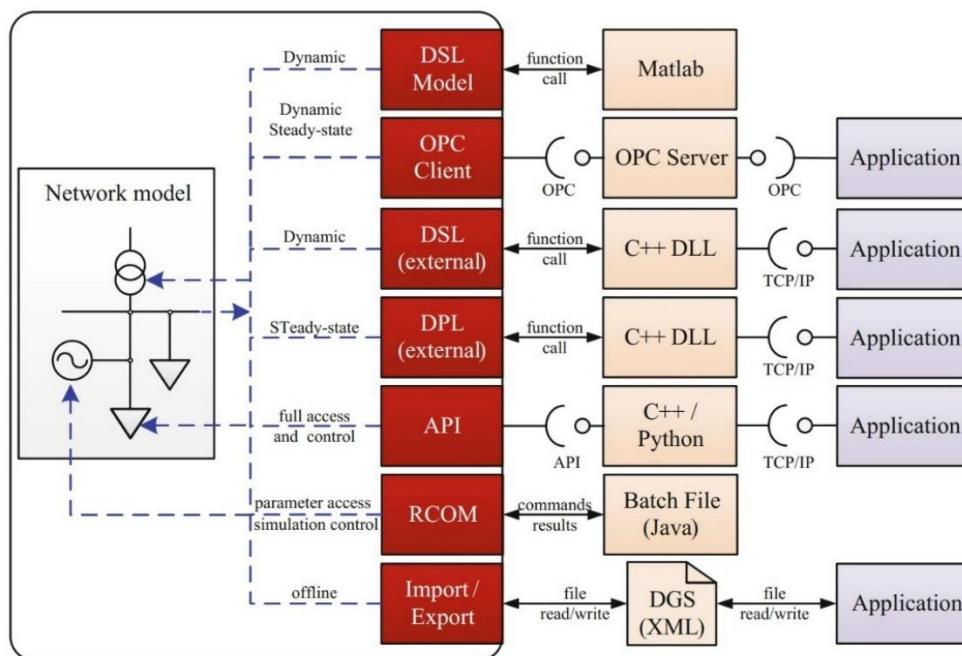 Dynamic
DSL
Model
function
call
Matlab
Dynamic
Steady-state
OPC
Client
OPC
OPC Server
OPC
Application
Network model
Dynamic
DSL
(external)
function
call
C++ DLL
TCP/IP
Application
STeady-state
DPL
(external)
function
call
C++ DLL
TCP/IP
Application
full access
and control
API
API
C++ /
Python
TCP/IP
Application
parameter access
simulation control
RCOM
commands
results
Batch File
(Java)
offline
Import /
Export
file
read/write
DGS
(XML)
file
read/write
Application